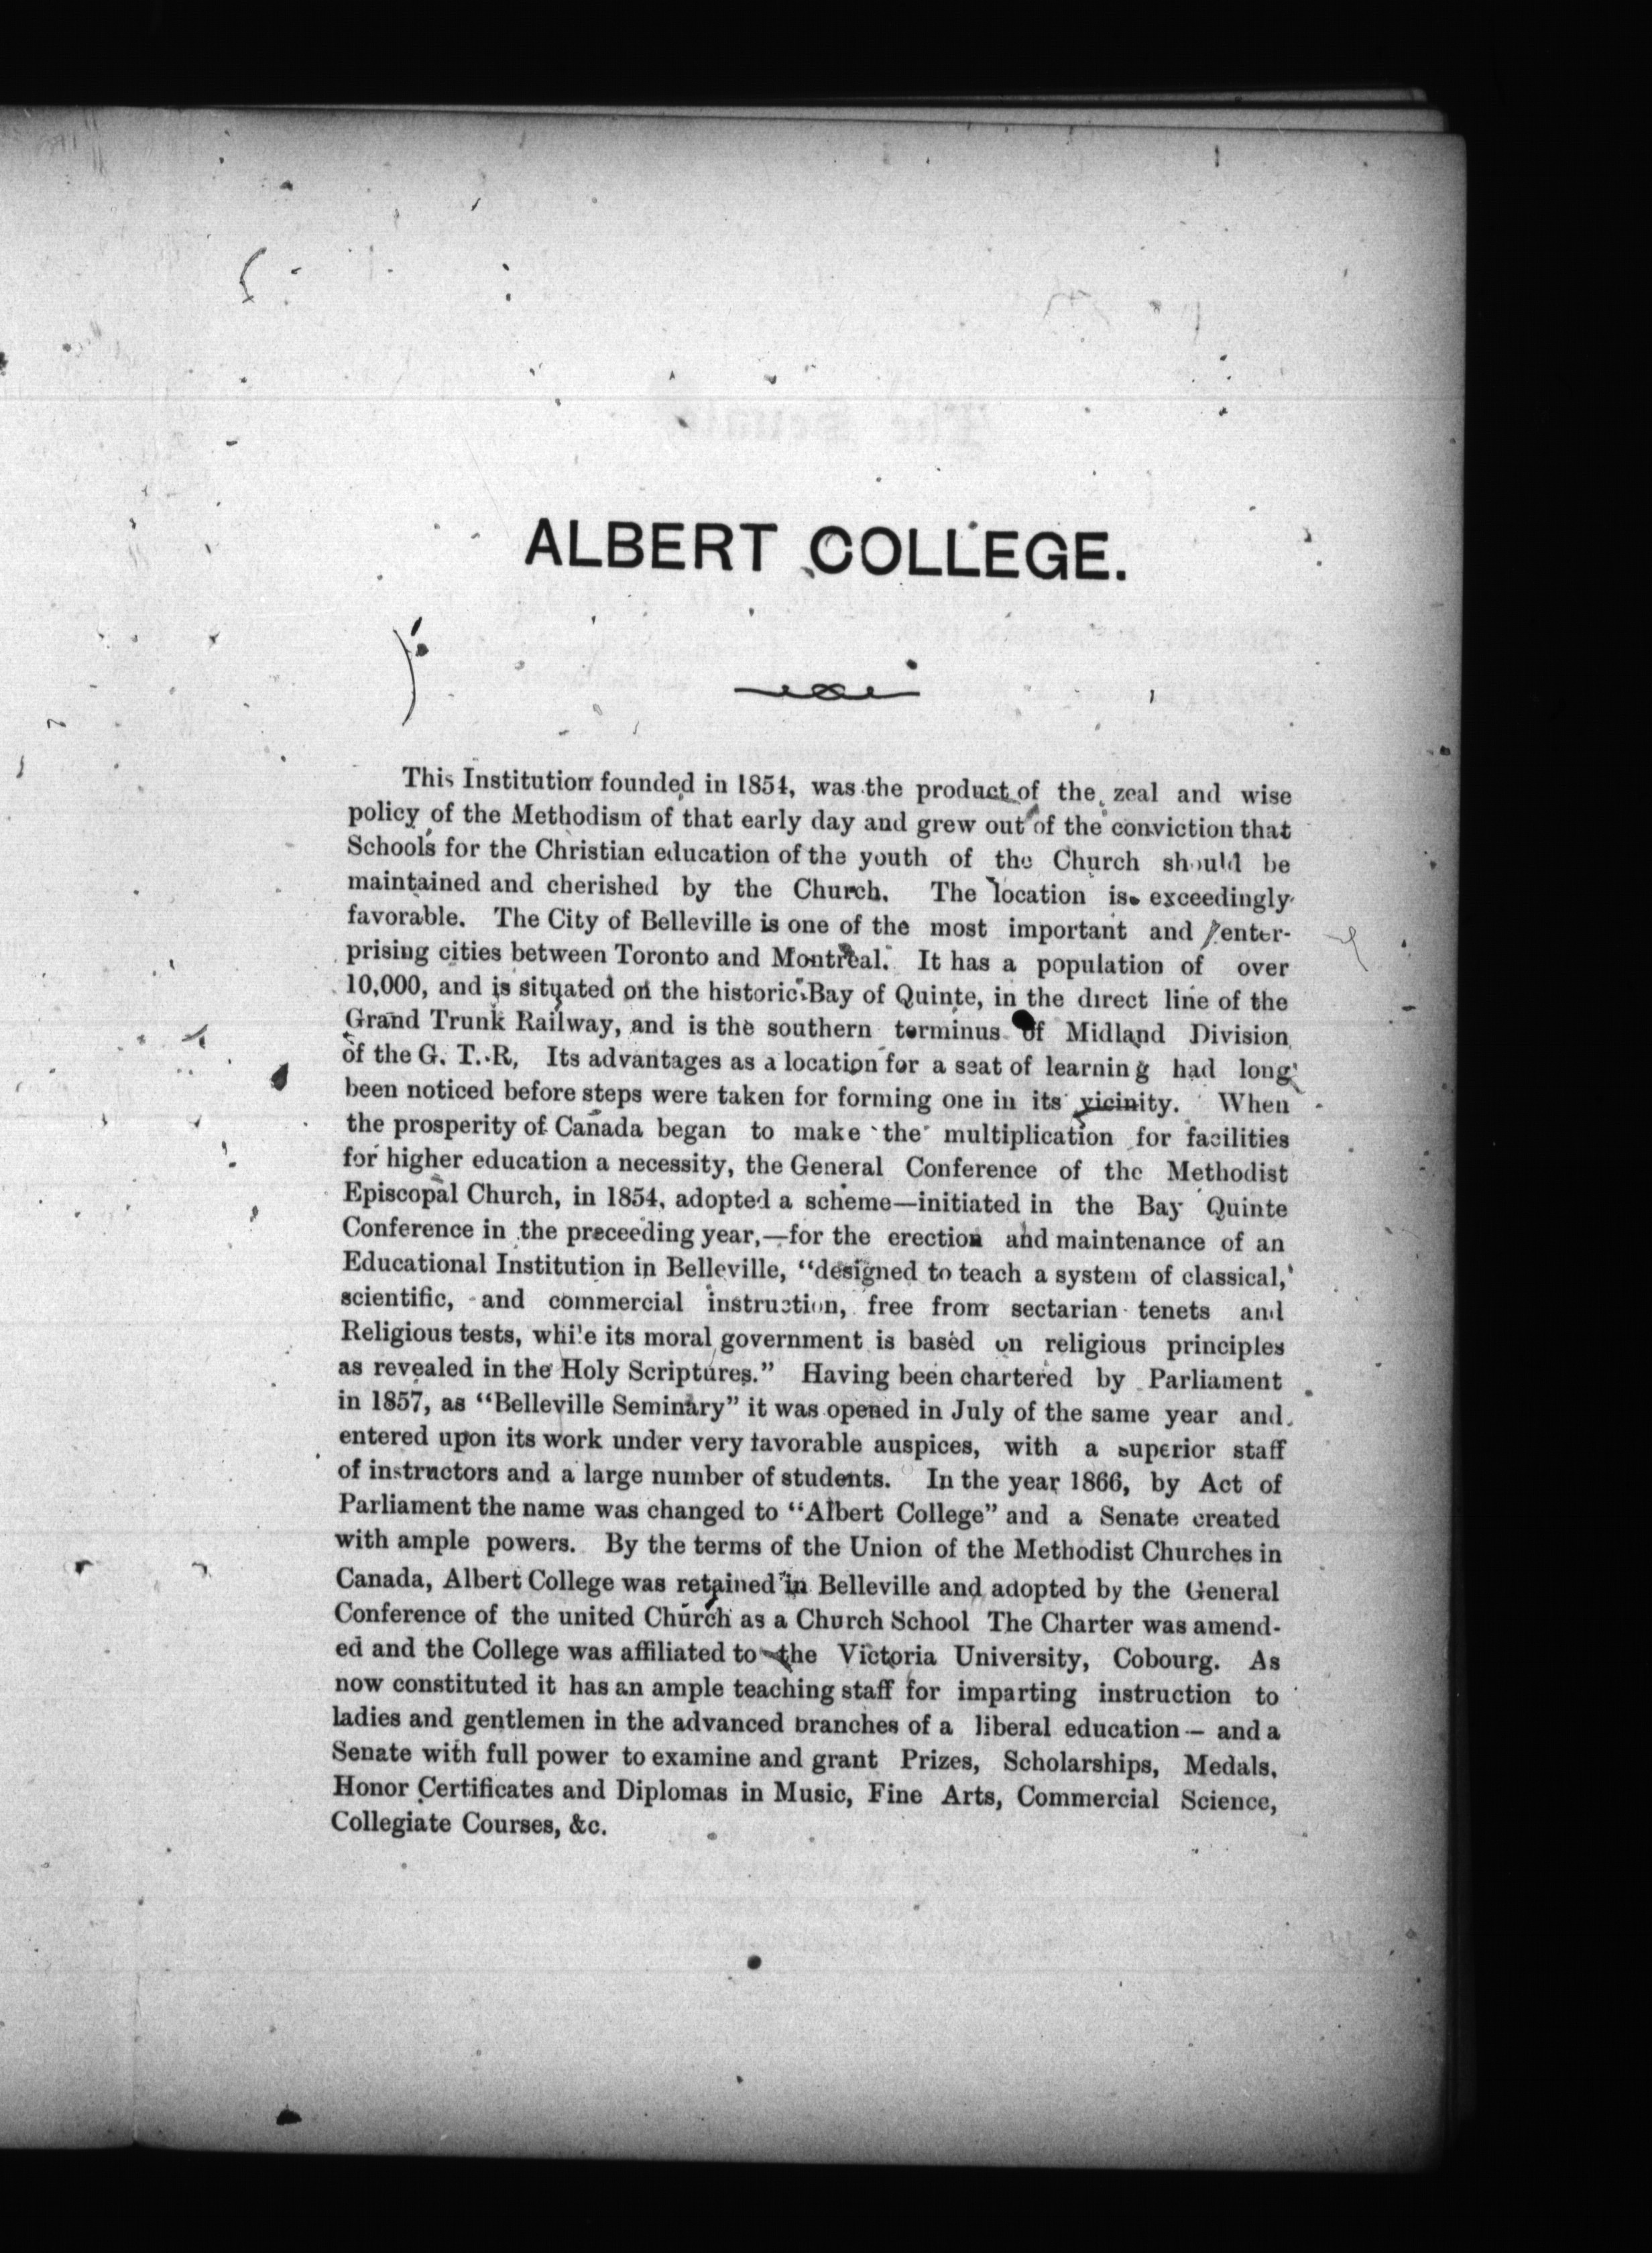 ALBERT COLLEGE.
This Institution founded in 1854, was the product of the zeal and wise
policy of the Methodism of that early day and grew out of the conviction that
Schools for the Christian education of the youth of the Church should be
maintained and cherished by the Church. The location is exceedingly
favorable. The City of Belleville is one of the most important and enter-
prising cities between Toronto and Montreal. It has a population of over
10,000, and is situated on the historic Bay of Quinte, in the direct line of the
Grand Trunk Railway, and is the southern terminus of Midland Division
of the G. T. R, Its advantages as a location for a seat of learning had long
been noticed before steps were taken for forming one in its vicinity. When
the prosperity of Canada began to make the multiplication for facilities
for higher education a necessity, the General Conference of the Methodist
Episcopal Church, in 1854, adopted a scheme—initiated in the Bay Quinte
Conference in the preceeding year,—for the erection and maintenance of an
Educational Institution in Belleville, “designed to teach a system of classical,
scientific, and commercial instruction, free from sectarian tenets and
Religious tests, while its moral government is based on religious principles
as revealed in the Holy Scriptures.” Having been chartered by Parliament
in 1857, as “Belleville Seminary” it was opened in July of the same year and
entered upon its work under very favorable auspices, with a superior staff
of instructors and a large number of students. In the year 1866, by Act of
Parliament the name was changed to “Albert College” and a Senate created
with ample powers. By the terms of the Union of the Methodist Churches in
Canada, Albert College was retained in Belleville and adopted by the General
Conference of the united Church as a Church School The Charter was amend-
ed and the College was affiliated to the Victoria University, Cobourg. As
now constituted it has an ample teaching staff for imparting instruction to
ladies and gentlemen in the advanced branches of a liberal education — and a
Senate with full power to examine and grant Prizes, Scholarships, Medals,
Honor Certificates and Diplomas in Music, Fine Arts, Commercial Science,
Collegiate Courses, &c.